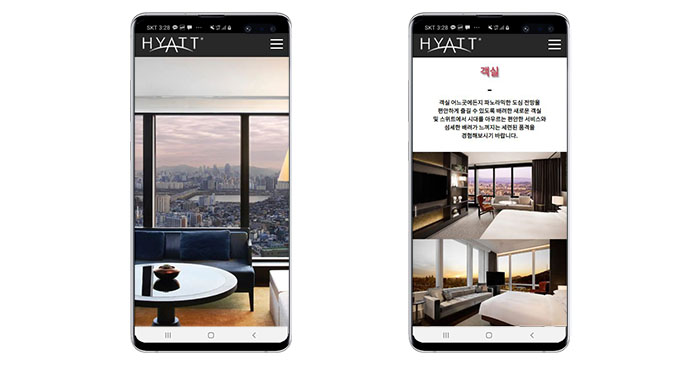 SKT 3:28
HYATT®
SKT 3:28
HYATT®
객실
-
객실 어느곳에든지 파노라믹한 도심 전망을
편안하게 즐길 수 있도록 배려한 새로운 객실
및 스위트에서 시대를 아우르는 편안한 서비스와
섬세한 배려가 느껴지는 세련된 품격을
경험해보시기 바랍니다.